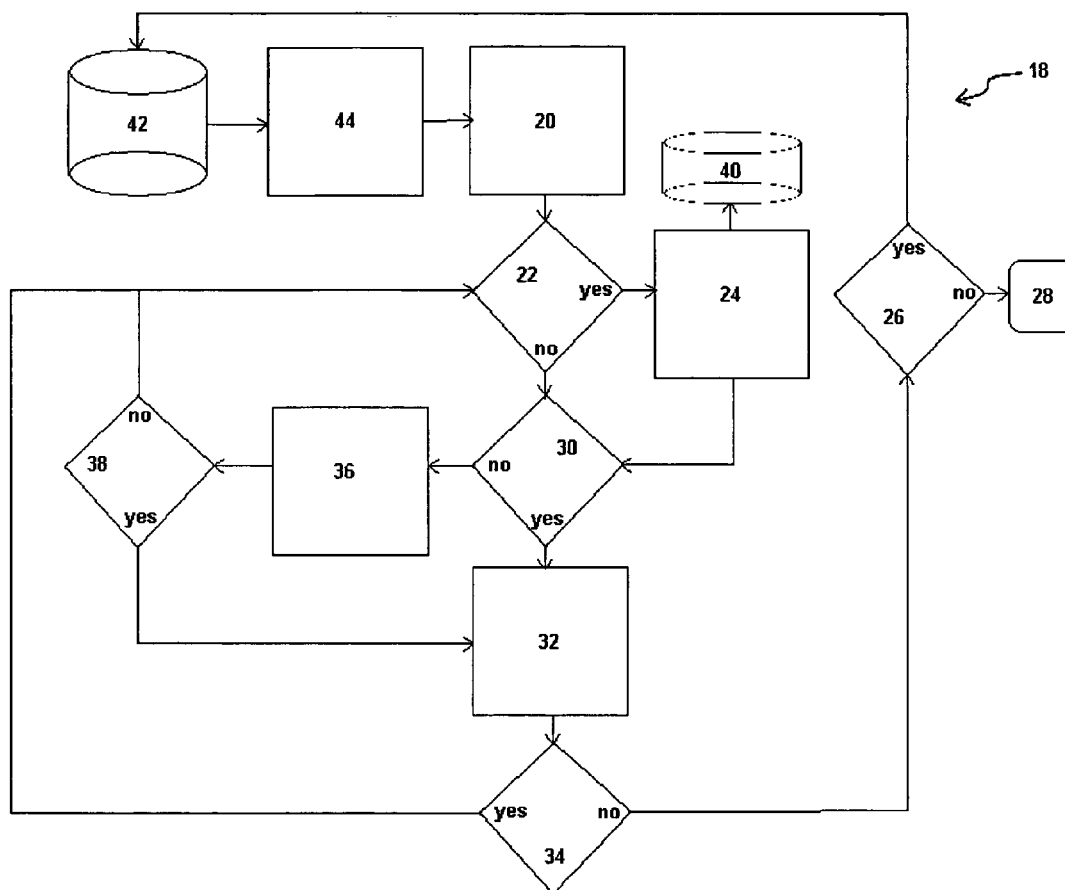 18
42
44
20
40
22
yes
no
24
yes
26
no
28
no
38
yes
36
30
no
yes
32
yes
no
34